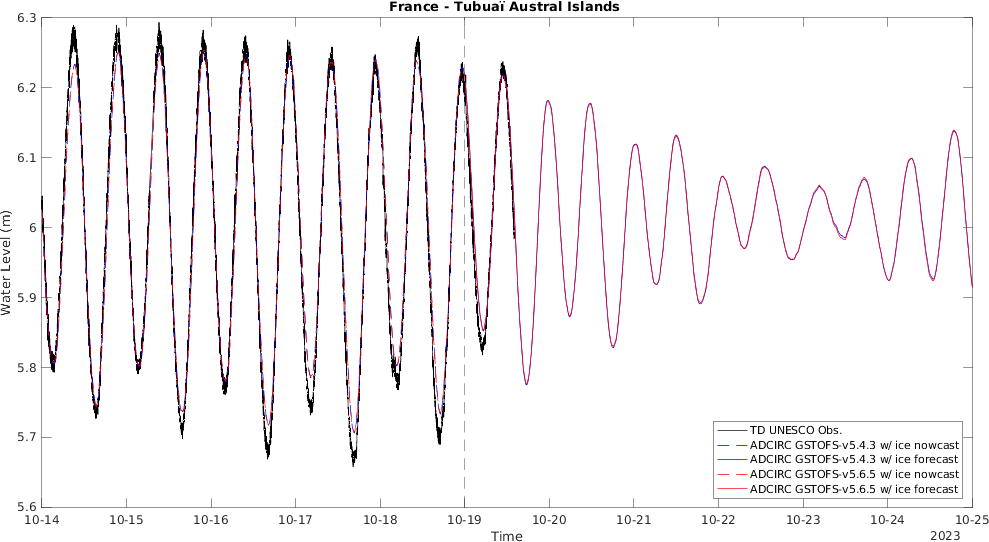 France - Tubuaï Austral Islands
6.3
6.2
6.1
6
5.9
5.8
5.7
5.6
Water Level (m)
TD UNESCO Obs.
ADCIRC GSTOFS-v5.4.3 w/ ice nowcast
ADCIRC GSTOFS-v5.4.3 w/ ice forecast
ADCIRC GSTOFS-v5.6.5 w/ ice nowcast
ADCIRC GSTOFS-v5.6.5 w/ ice forecast
10-14 10-15 10-16 10-17 10-18 10-19 10-20 10-21 10-22 10-23 10-24 10-25
Time
2023